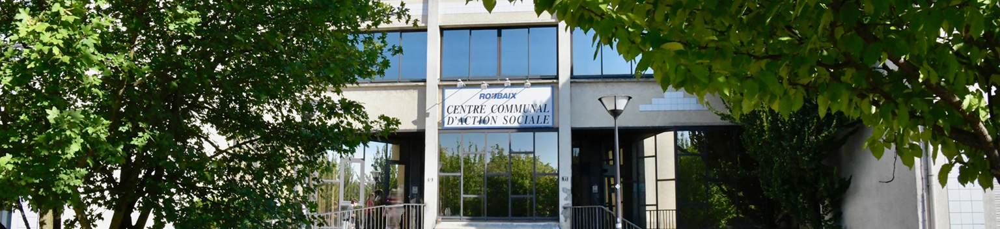 ROUBAIX
CENTRE COMMUNAL
D'ACTION SOCIALE